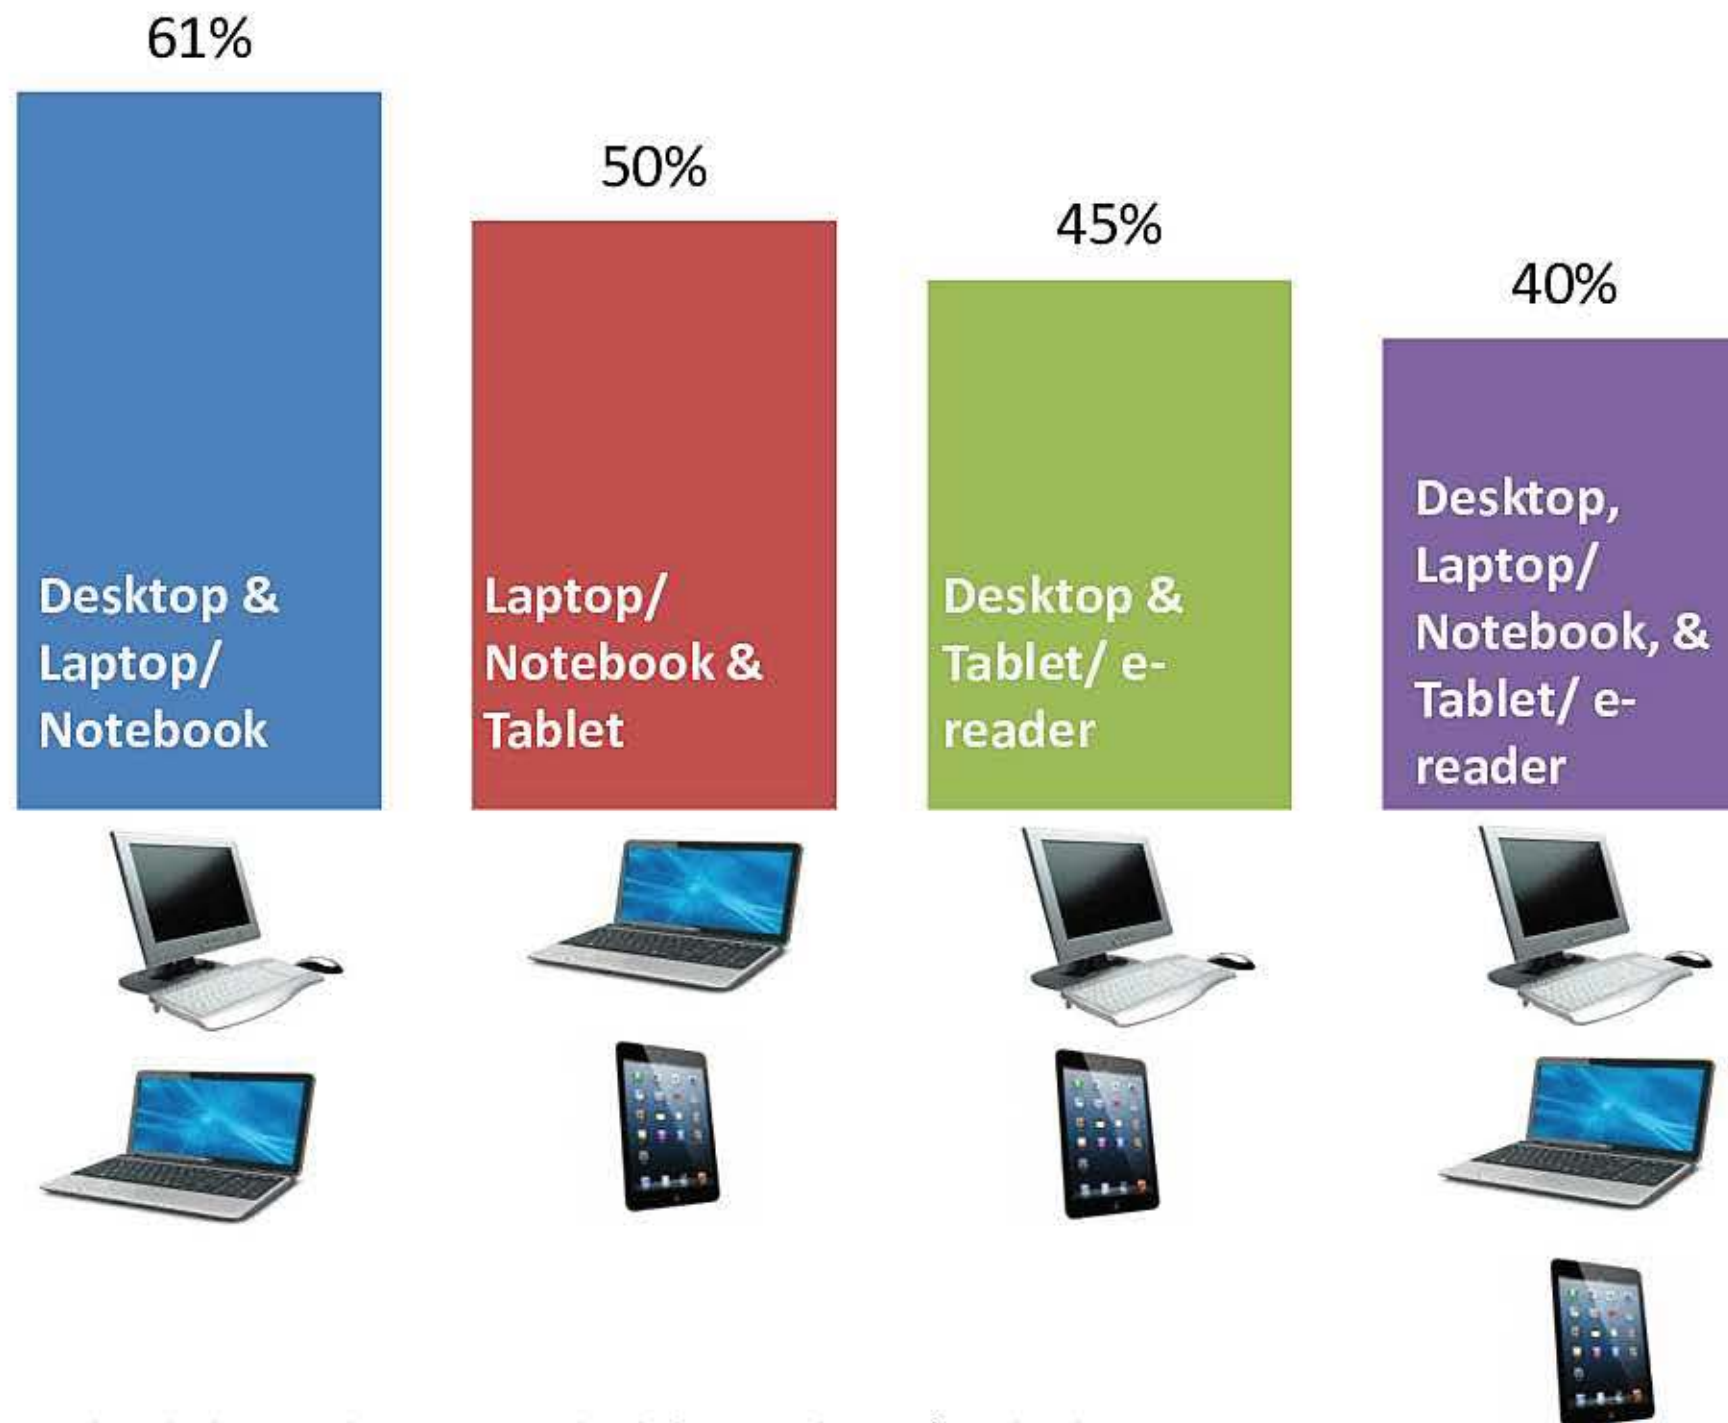 61%
50%
45%
40%
Desktop &
Laptop/
Notebook
Laptop/
Notebook &
Tablet
Desktop &
Tablet/ e-
reader
Desktop,
Laptop/
Notebook, &
Tablet/ e-
reader